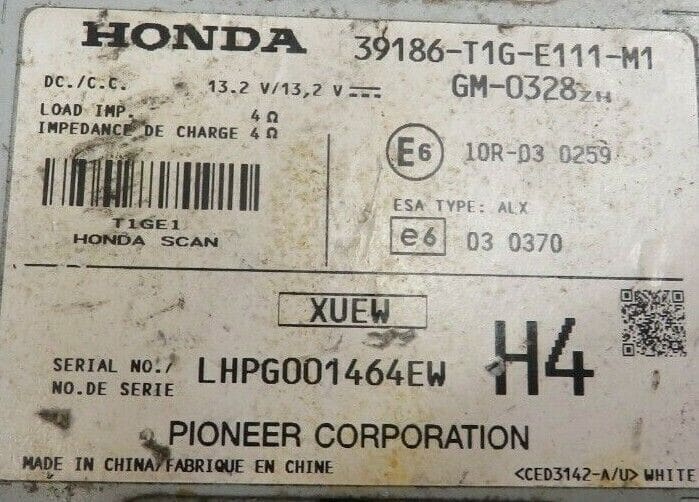 HONDA
39186-T1G-E111-M1
GM-0328ZH
DC./C.C. 13.2 V/13,2 V
LOAD IMP. 4 Ω
IMPEDANCE DE CHARGE 4 Ω
T1GE1
HONDA SCAN
E6 10R-03 0259
ESA TYPE: ALX
e6 03 0370
XUEW
H4
SERIAL NO./
NO.DE SERIE
LHPG001464EW
PIONEER CORPORATION
MADE IN CHINA/FABRIQUE EN CHINE
<CED3142-A/U> WHITE